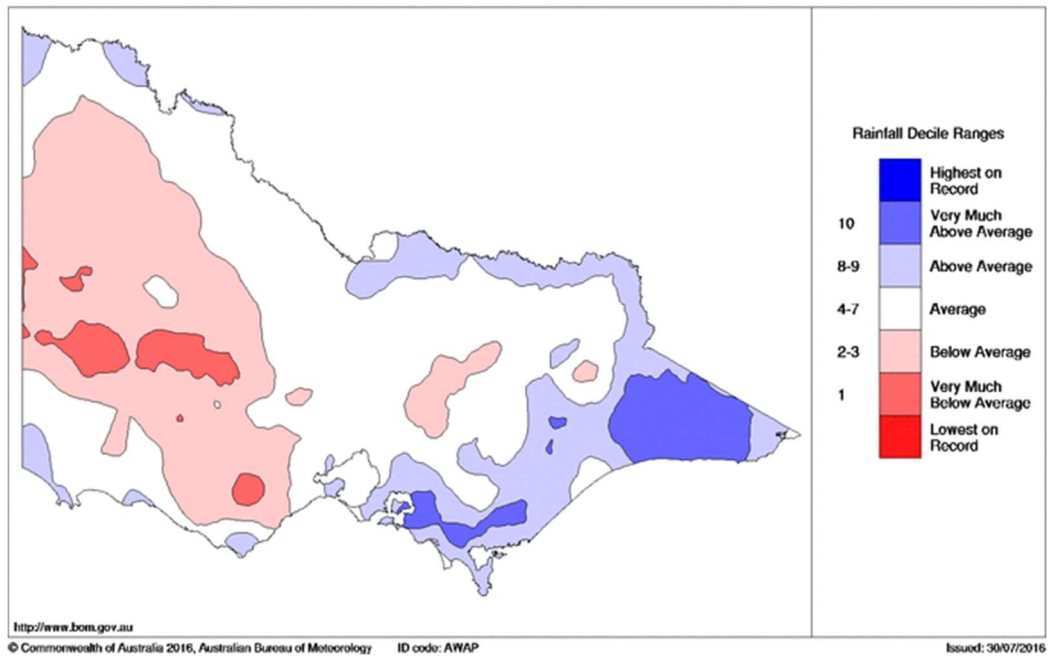 Rainfall Decile Ranges
Highest on
Record
10
Very Much
Above Average
8-9
Above Average
4-7
Average
2-3
Below Average
1
Very Much
Below Average
Lowest on
Record
http://www.bom.gov.au
© Commonwealth of Australia 2016, Australian Bureau of Meteorology
ID code: AWAP
Issued: 30/07/2016